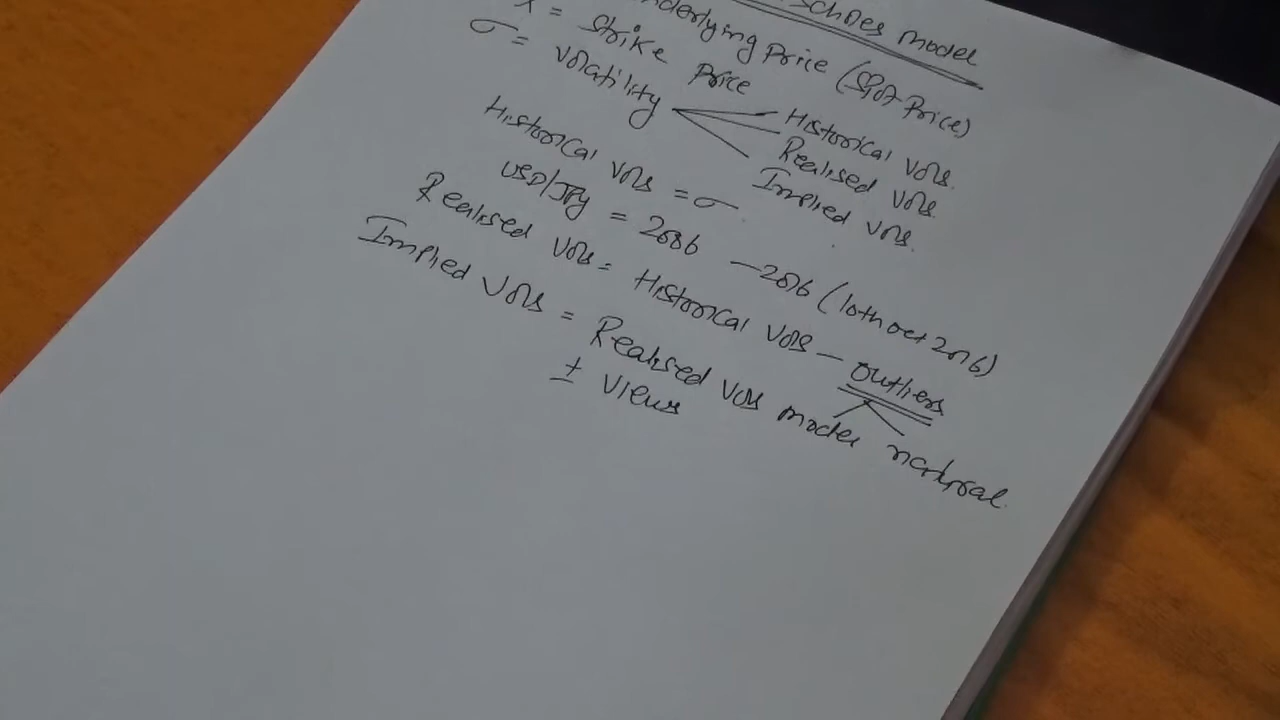 Scholes model
Underlying Price (Spot Price)
X = Strike Price
σ = volatility
Historical vols.
Realised vols
Implied vols.
Historical vols = σ
USD/JPY = 2006 – 2016 (10th oct 2016)
Realised vols = Historical vols – outliers
model
natural
Implied vols = Realised vols
± views